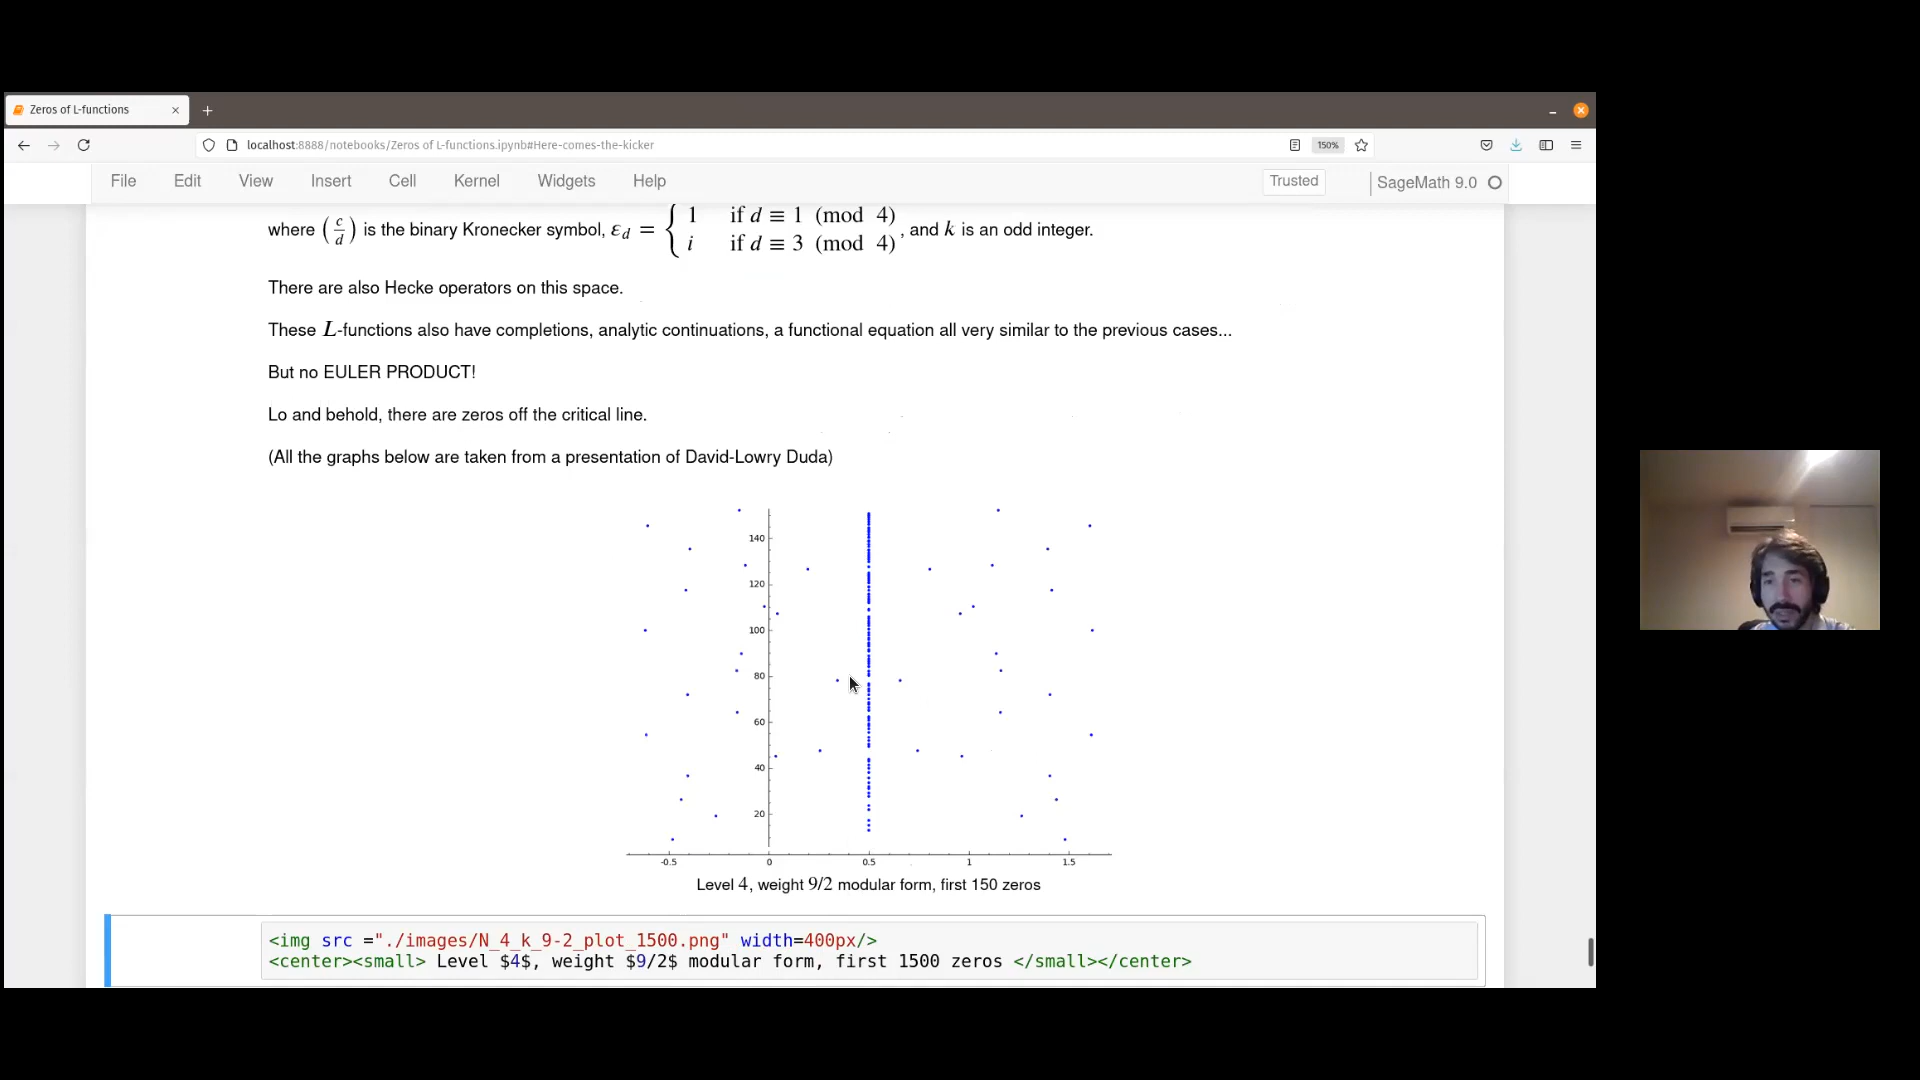 Zeros of L-functions
localhost:8888/notebooks/Zeros of L-functions.ipynb#Here-comes-the-kicker
150%
File Edit View Insert Cell Kernel Widgets Help
Trusted
SageMath 9.0
where (c/d) is the binary Kronecker symbol, ε_d = { 1 if d ≡ 1 (mod 4) i if d ≡ 3 (mod 4) , and k is an odd integer.
There are also Hecke operators on this space.
These L-functions also have completions, analytic continuations, a functional equation all very similar to the previous cases...
But no EULER PRODUCT!
Lo and behold, there are zeros off the critical line.
(All the graphs below are taken from a presentation of David-Lowry Duda)
140
120
100
80
60
40
20
-0.5 0 0.5 1 1.5
Level 4, weight 9/2 modular form, first 150 zeros
<img src ="./images/N_4_k_9-2_plot_1500.png" width=400px/>
<center><small> Level $4$, weight $9/2$ modular form, first 1500 zeros </small></center>